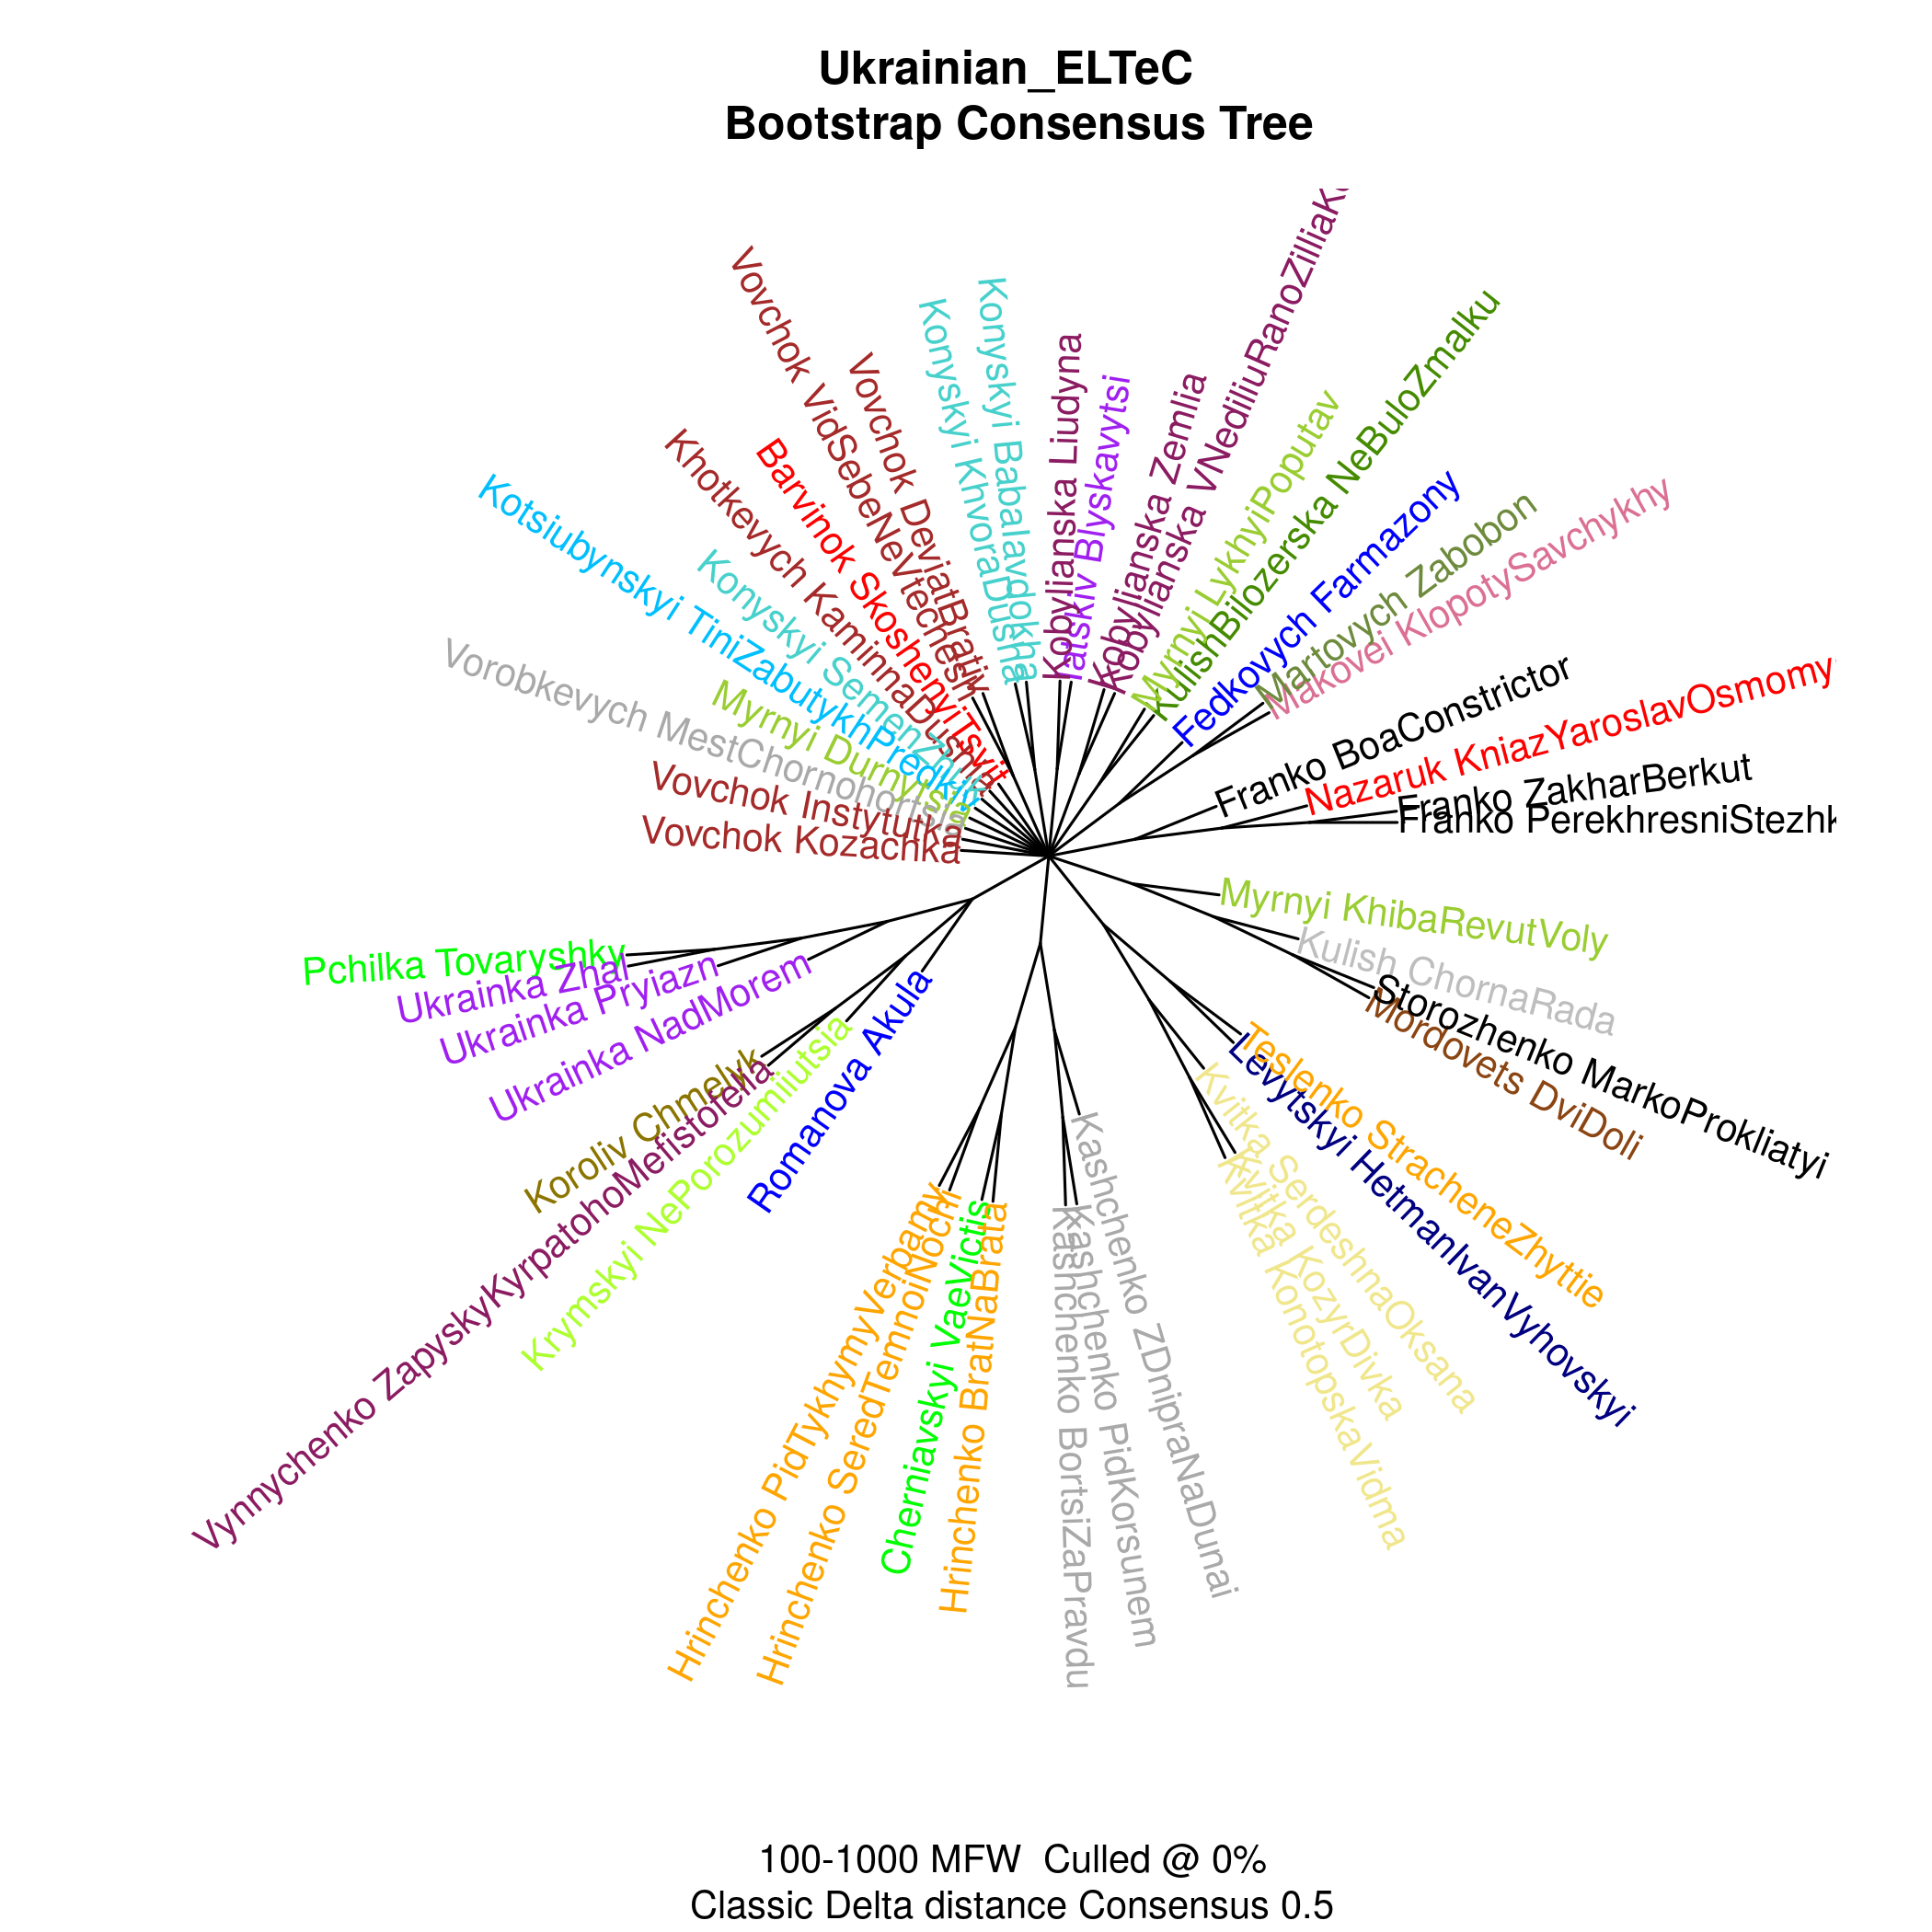 Ukrainian_ELTeC
Bootstrap Consensus Tree
Vovchok VidSebeNeVtechesh
Vovchok DeviatBrativ
Konyskyi KhvoraDusha
Konyskyi Babalavdokha
Kobylianska Liudyna
Iatskiv Blyskavytsi
Kobylianska Zemlia
Kobylianska VNediliuRanoZilliaK
Myrnyi LykhyiPoputav
KulishBilozerska NeBuloZmalku
Fedkovych Farmazony
Martovych Zabobon
Makovei KlopotySavchykhy
Franko BoaConstrictor
Nazaruk KniazYaroslavOsmomy
Franko ZakharBerkut
Franko PerekhresniStezhk
Myrnyi KhibaRevutVoly
Kulish ChornaRada
Storozhenko MarkoProkliatyi
Mordovets DviDoli
Teslenko StracheneZhyttie
Levytskyi HetmanIvanVyhovskyi
Kvitka SerdeshnaOksana
Kvitka KozyrDivka
Kvitka KonotopskaVidma
Kashchenko ZDnipraNaDunai
Kashchenko PidKorsunem
Kashchenko BortsiZaPravdu
Hrinchenko BratNaBrata
Cherniavskyi VaeVictis
Hrinchenko SeredTemnoiNochi
Hrinchenko PidTykhymyVerbamy
Romanova Akula
Krymskyi NePorozumilutsia
Vynnychenko ZapyskyKyrpatohoMefistofelia
Koroliv Chmelyk
Ukrainka NadMorem
Ukrainka Pryiazn
Ukrainka Zhal
Pchilka Tovaryshky
Vovchok Kozachka
Vovchok Instytutka
Vorobkevych MestChornohortsia
Myrnyi Durnytsia
Kotsiubynskyi TiniZabutykhPredkiv
Konyskyi Semen
Khotkevych KaminnaDusha
Barvinok SkoshenyiTsvit
100-1000 MFW Culled @ 0%
Classic Delta distance Consensus 0.5